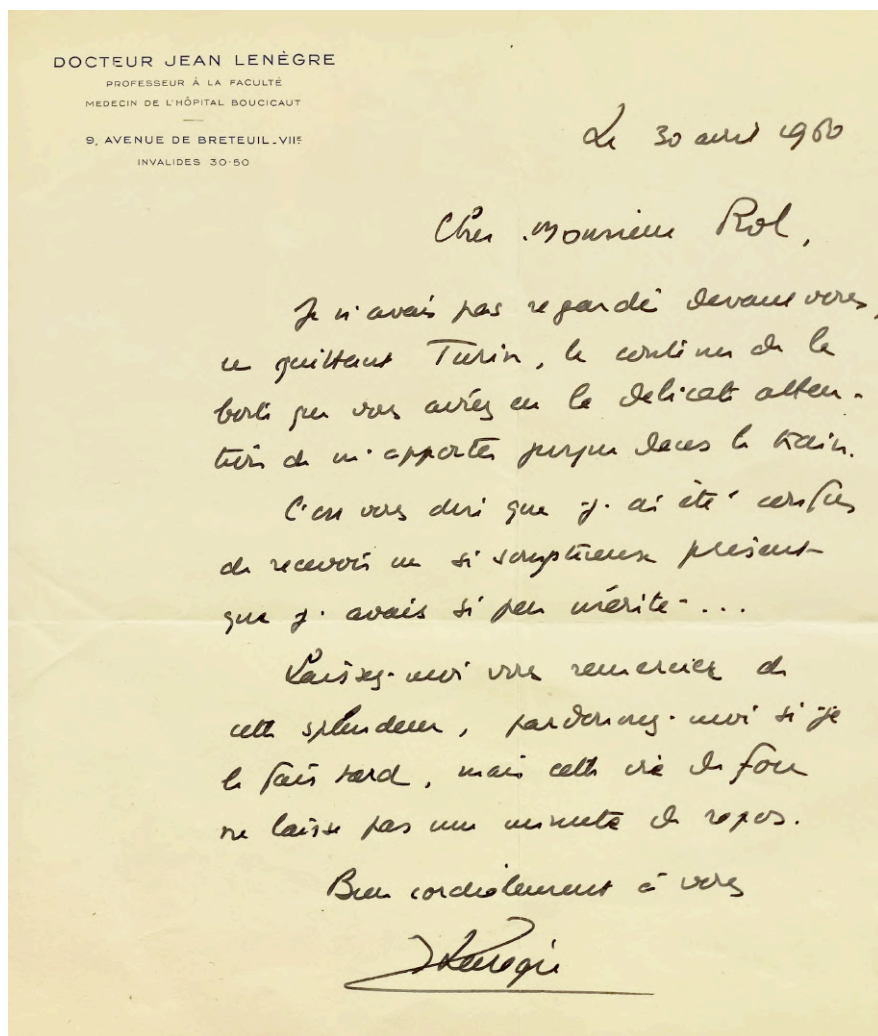 DOCTEUR JEAN LENÈGRE
PROFESSEUR À LA FACULTÉ
MEDECIN DE L'HÔPITAL BOUCICAUT
9, AVENUE DE BRETEUIL_VIIE
INVALIDES 30-50
Le 30 avril 1960
Cher Monsieur Rol,
Je n'avais pas regardé devant vous,
en quittant Turin, le contenu de la
boite que vous aviez eu la délicate atten-
tion de m'apporter jusque dans le train.
C'est vous dire que j'ai été confus
de recevoir un si somptueux présent
que j'avais si peu mérité...
Laissez-moi vous remercier de
cette splendeur, pardonnez-moi si je
le fais tard, mais cette vie de fou
ne laisse pas une minute de repos.
Bien cordialement à vous
JLenègre